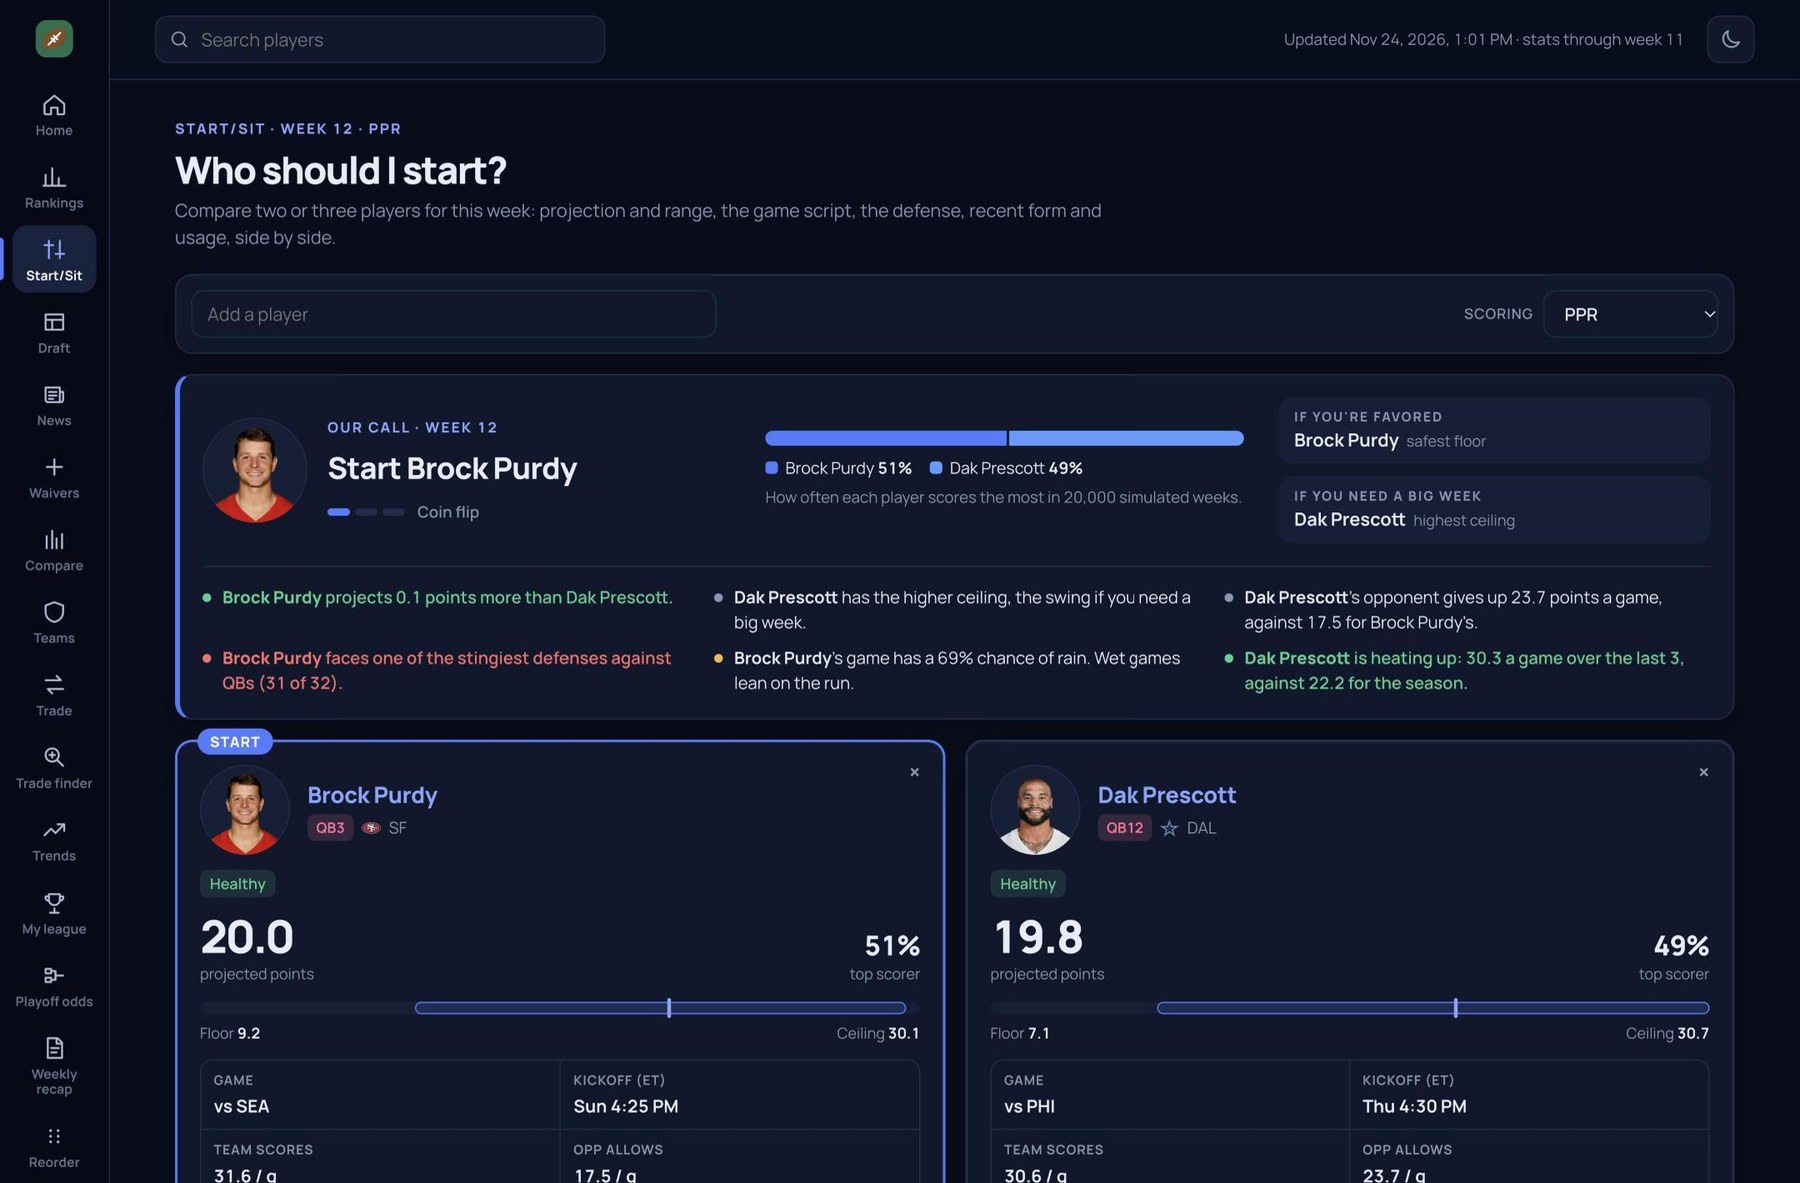 Search players
Updated Nov 24, 2026, 1:01 PM · stats through week 11
Home
Rankings
Start/Sit
Draft
News
Waivers
Compare
Teams
Trade
Trade finder
Trends
My league
Playoff odds
Weekly
recap
Reorder
START/SIT · WEEK 12 · PPR
Who should I start?
Compare two or three players for this week: projection and range, the game script, the defense, recent form and
usage, side by side.
Add a player
SCORING
PPR
OUR CALL · WEEK 12
Start Brock Purdy
Coin flip
Brock Purdy 51% Dak Prescott 49%
How often each player scores the most in 20,000 simulated weeks.
IF YOU'RE FAVORED
Brock Purdy safest floor
IF YOU NEED A BIG WEEK
Dak Prescott highest ceiling
Brock Purdy projects 0.1 points more than Dak Prescott.
Dak Prescott has the higher ceiling, the swing if you need a
big week.
Dak Prescott's opponent gives up 23.7 points a game,
against 17.5 for Brock Purdy's.
Brock Purdy faces one of the stingiest defenses against
QBs (31 of 32).
Brock Purdy's game has a 69% chance of rain. Wet games
lean on the run.
Dak Prescott is heating up: 30.3 a game over the last 3,
against 22.2 for the season.
START
Brock Purdy
QB3 SF
Healthy
20.0
projected points
51%
top scorer
Floor 9.2
Ceiling 30.1
GAME
vs SEA
KICKOFF (ET)
Sun 4:25 PM
TEAM SCORES
31.6 / g
OPP ALLOWS
17.5 / g
Dak Prescott
QB12 DAL
Healthy
19.8
projected points
49%
top scorer
Floor 7.1
Ceiling 30.7
GAME
vs PHI
KICKOFF (ET)
Thu 4:30 PM
TEAM SCORES
30.6 / g
OPP ALLOWS
23.7 / g